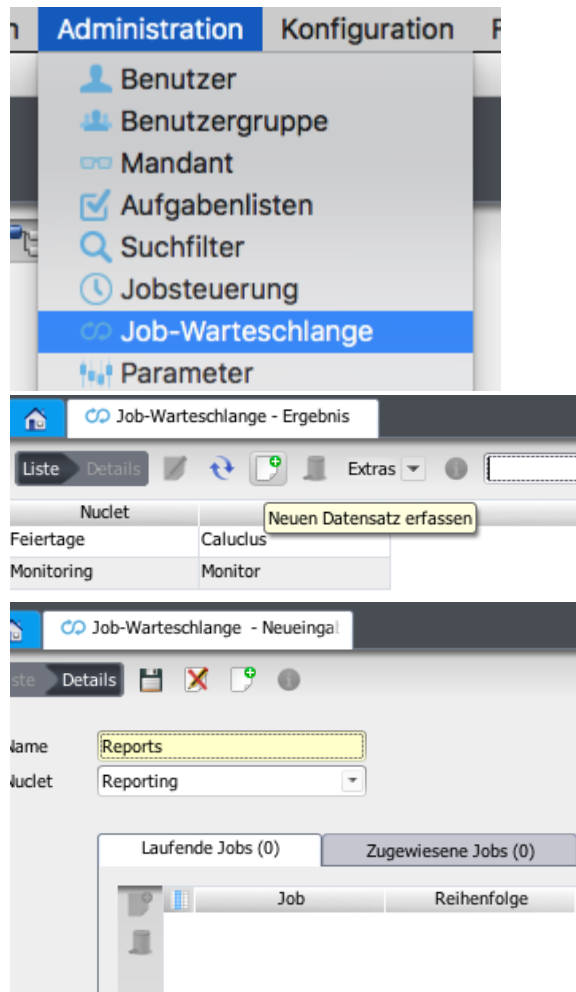 Administration Konfiguration
Benutzer
Benutzergruppe
Mandant
Aufgabenlisten
Suchfilter
Jobsteuerung
Job-Warteschlange
Parameter
Job-Warteschlange - Ergebnis
Liste Details Extras
Nuclet
Neuen Datensatz erfassen
Feiertage Caluclus
Monitoring Monitor
Job-Warteschlange - Neueingal
ste Details
Name Reports
Nuclet Reporting
Laufende Jobs (0) Zugewiesene Jobs (0)
Job Reihenfolge